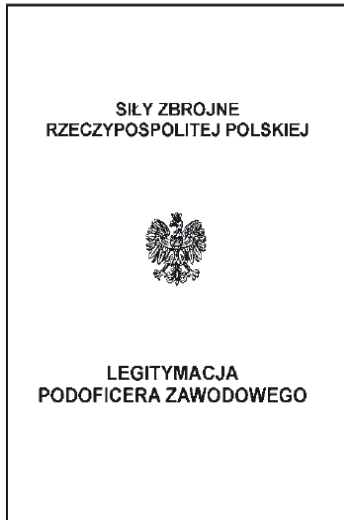 SIŁY ZBROJNE
RZECZYPOSPOLITEJ POLSKIEJ
LEGITYMACJA
PODOFICERA ZAWODOWEGO